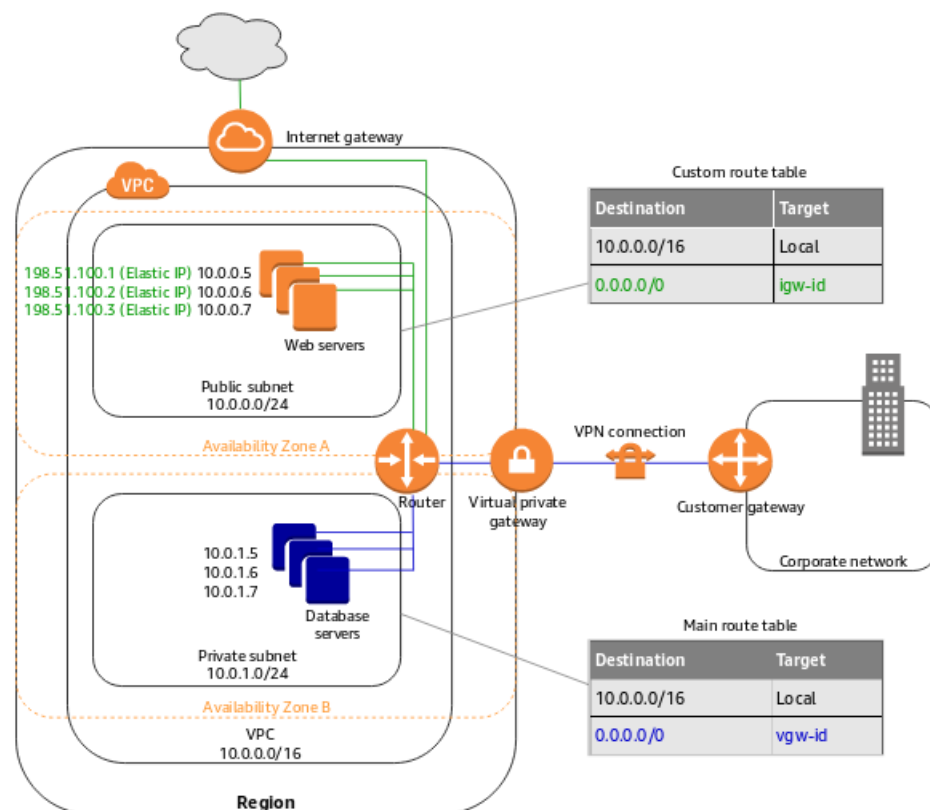 Internet gateway
VPC
Custom route table
Destination Target
10.0.0.0/16 Local
0.0.0.0/0 igw-id
198.51.100.1 (Elastic IP) 10.0.0.5
198.51.100.2 (Elastic IP) 10.0.0.6
198.51.100.3 (Elastic IP) 10.0.0.7
Web servers
Public subnet
10.0.0.0/24
Availability Zone A
VPN connection
Router
Virtual private
gateway
Customer gateway
Corporate network
10.0.1.5
10.0.1.6
10.0.1.7
Database
servers
Private subnet
10.0.1.0/24
Availability Zone B
Main route table
Destination Target
10.0.0.0/16 Local
0.0.0.0/0 vgw-id
VPC
10.0.0.0/16
Region